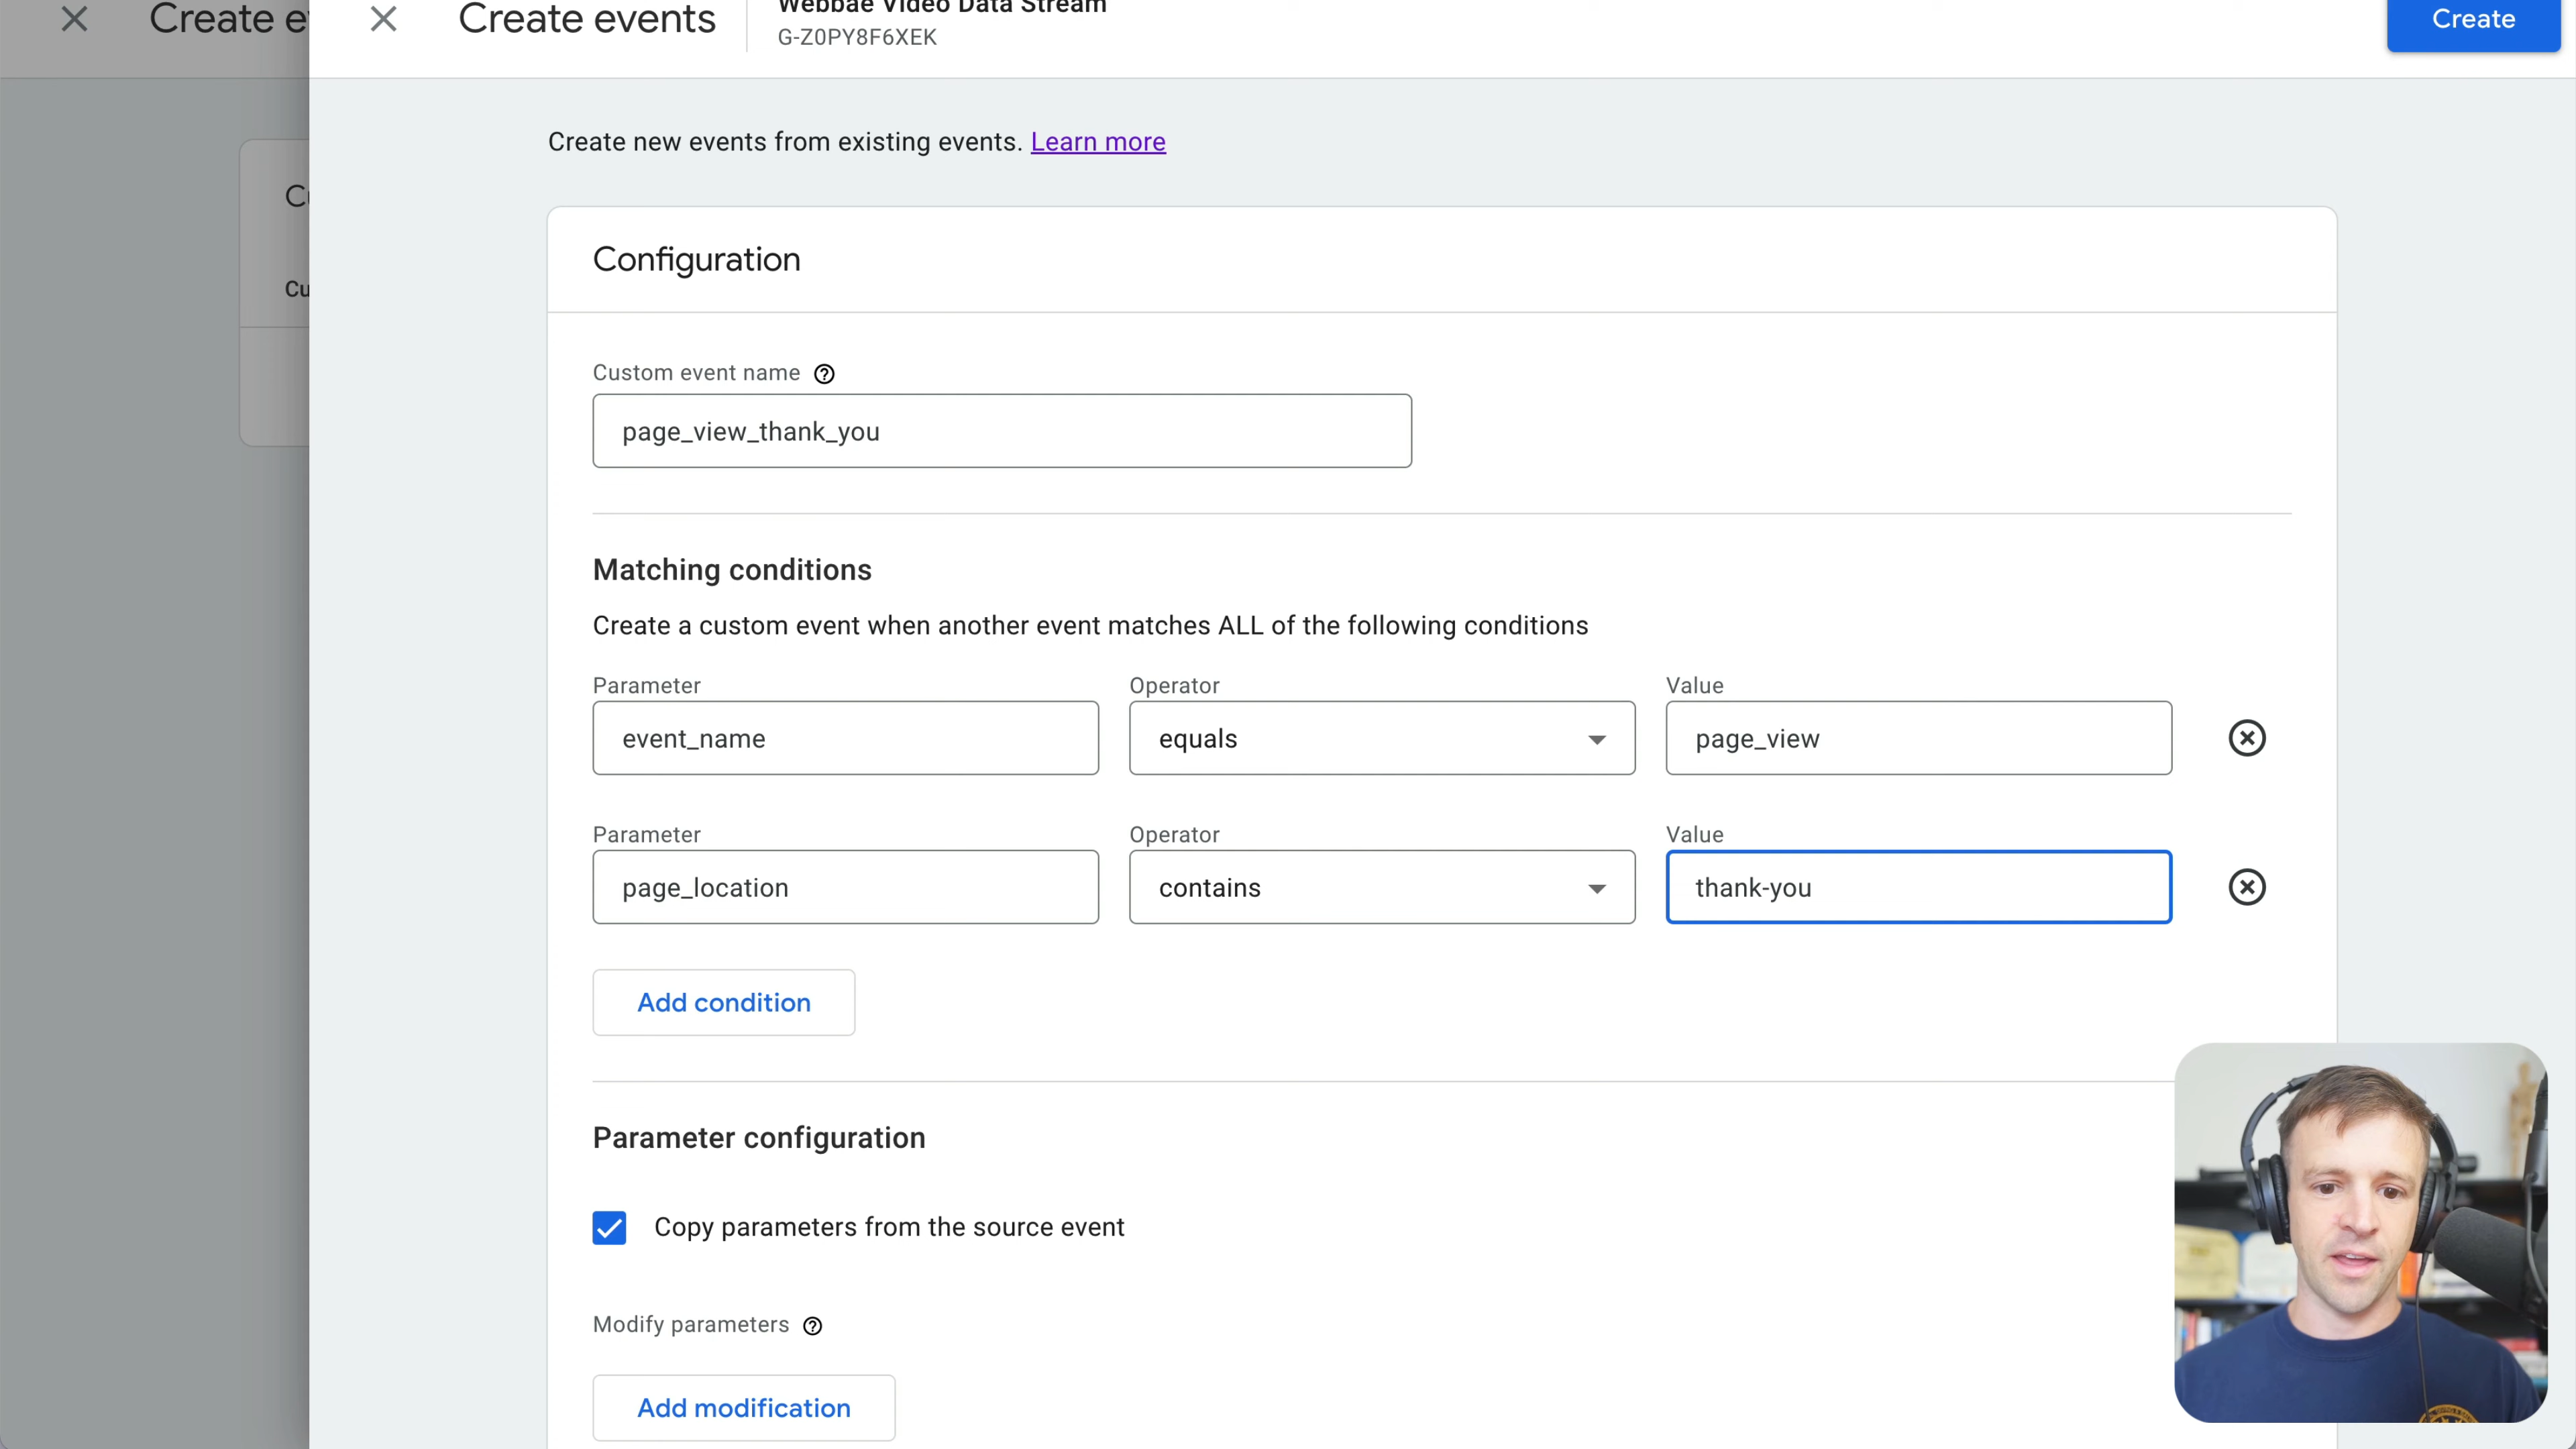 Create e
Create events
Webbae Video Data Stream
G-Z0PY8F6XEK
Create
Create new events from existing events. Learn more
Configuration
Custom event name
page_view_thank_you
Matching conditions
Create a custom event when another event matches ALL of the following conditions
Parameter Operator Value
event_name equals page_view
Parameter Operator Value
page_location contains thank-you
Add condition
Parameter configuration
Copy parameters from the source event
Modify parameters
Add modification